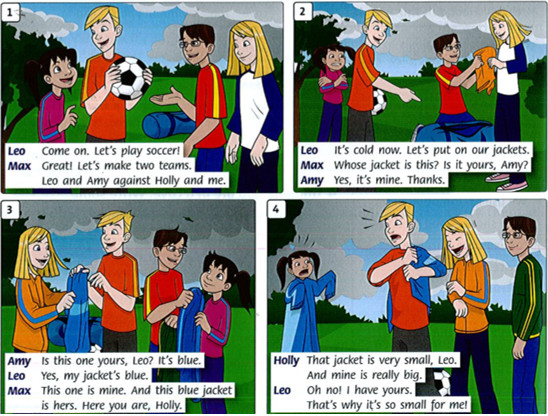 1
Leo Come on. Let's play soccer!
Max Great! Let's make two teams.
Leo and Amy against Holly and me.
2
Leo It's cold now. Let's put on our jackets.
Max Whose jacket is this? Is it yours, Amy?
Amy Yes, it's mine. Thanks.
3
Amy Is this one yours, Leo? It's blue.
Leo Yes, my jacket's blue.
Max This one is mine. And this blue jacket
is hers. Here you are, Holly.
4
Holly That jacket is very small, Leo.
And mine is really big.
Leo Oh no! I have yours.
That's why it's so small for me!